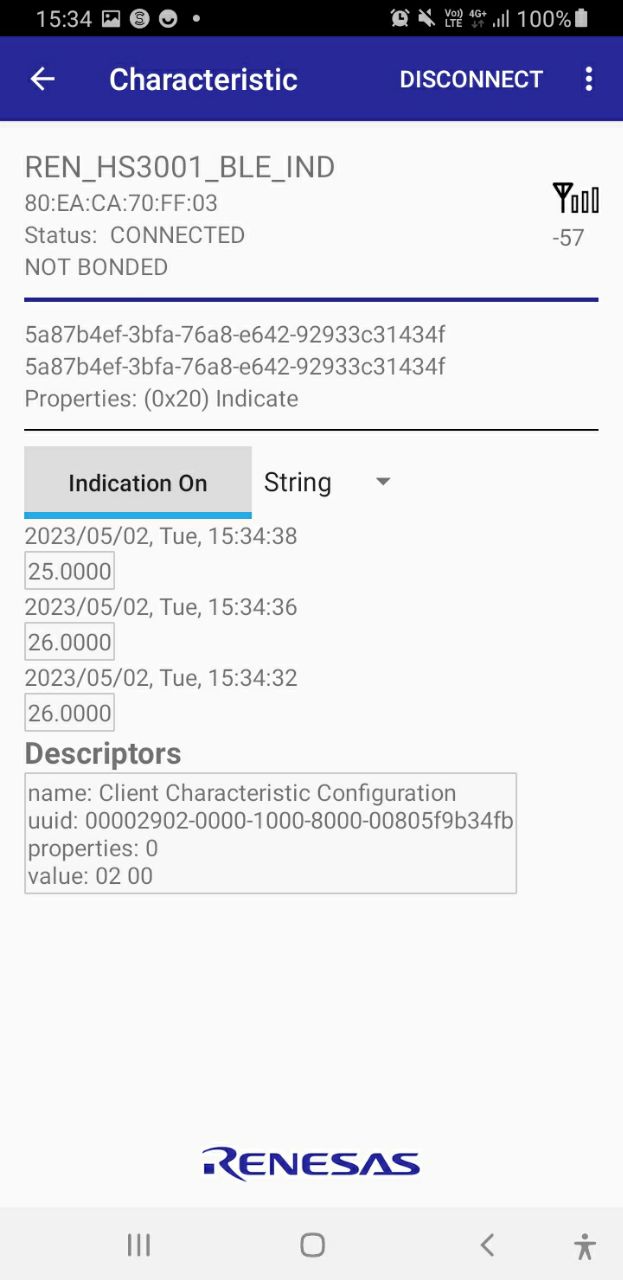 15:34
Vo)) 4G+ 100%
LTE
Characteristic DISCONNECT
REN_HS3001_BLE_IND
80:EA:CA:70:FF:03
Status: CONNECTED
-57
NOT BONDED
5a87b4ef-3bfa-76a8-e642-92933c31434f
5a87b4ef-3bfa-76a8-e642-92933c31434f
Properties: (0x20) Indicate
Indication On String
2023/05/02, Tue, 15:34:38
25.0000
2023/05/02, Tue, 15:34:36
26.0000
2023/05/02, Tue, 15:34:32
26.0000
Descriptors
name: Client Characteristic Configuration
uuid: 00002902-0000-1000-8000-00805f9b34fb
properties: 0
value: 02 00
RENESAS